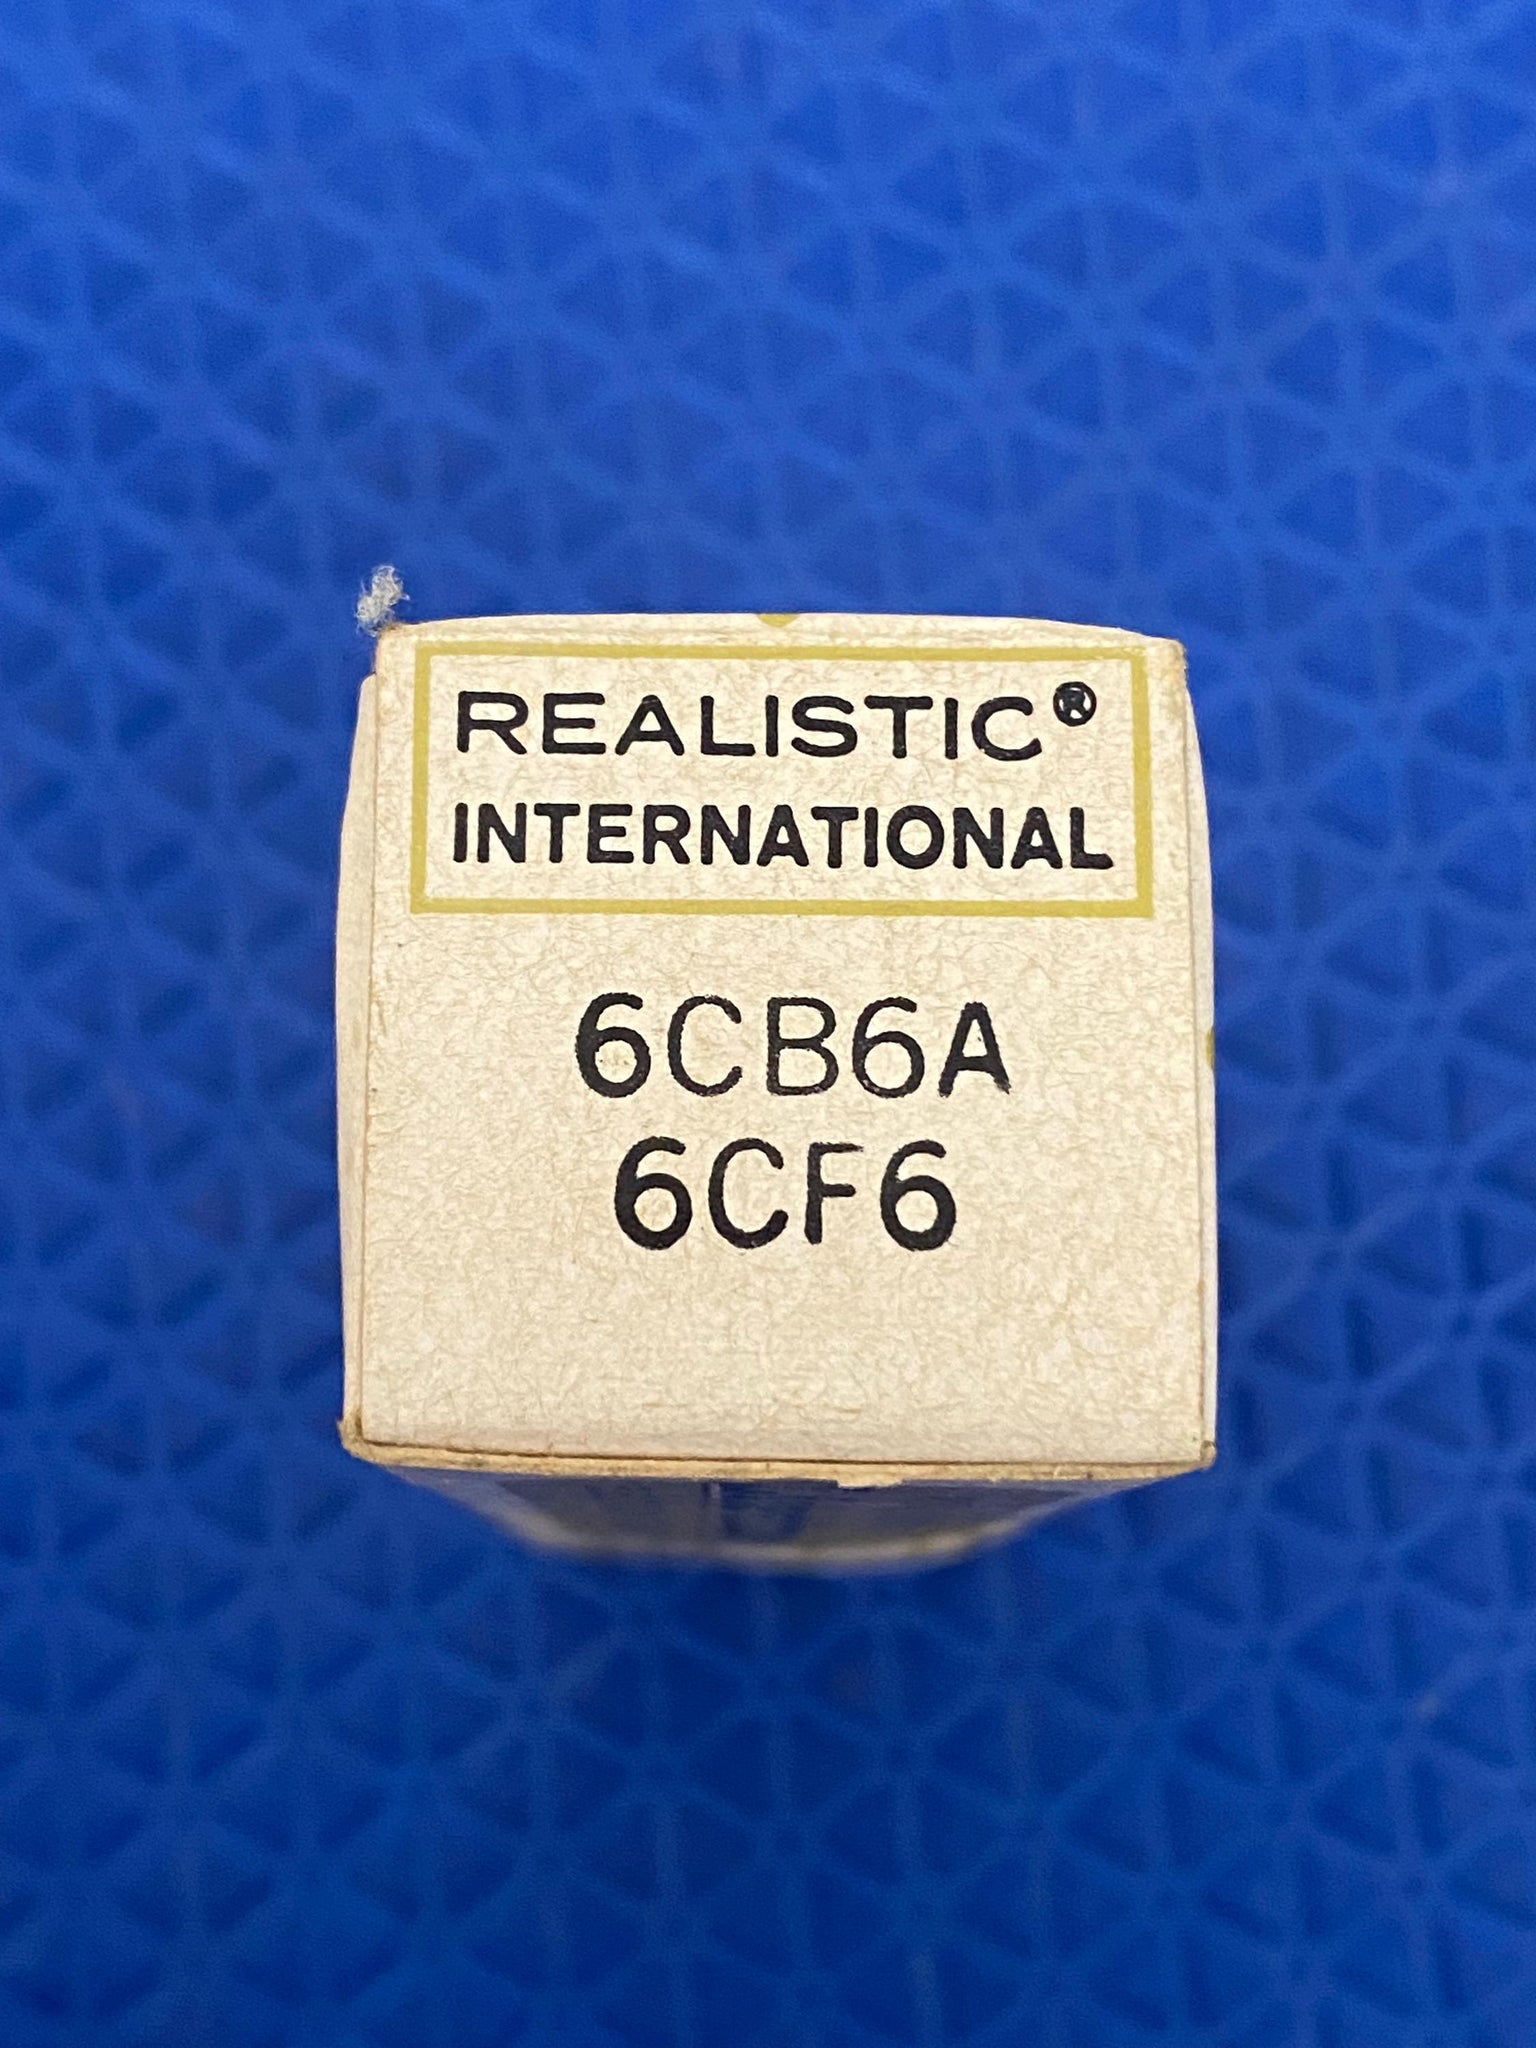 REALISTIC®
INTERNATIONAL
6CB6A
6CF6